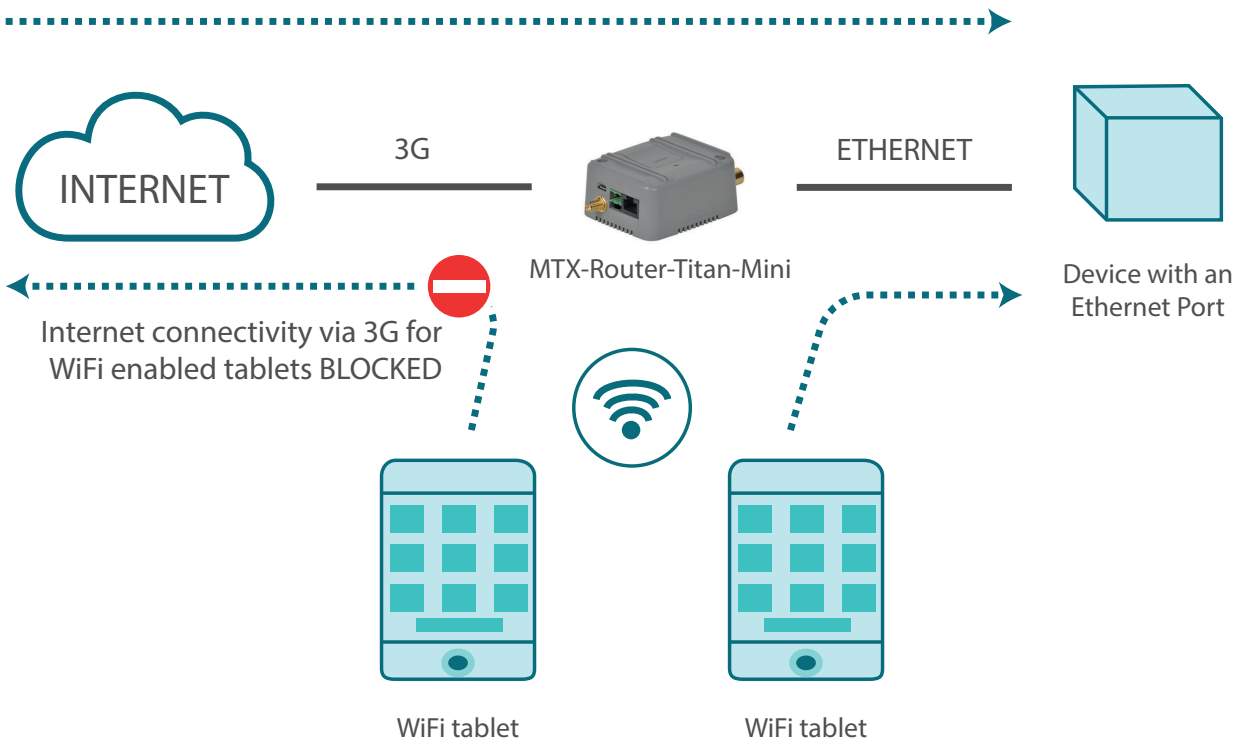 3G
ETHERNET
INTERNET
MTX-Router-Titan-Mini
Device with an
Ethernet Port
Internet connectivity via 3G for
WiFi enabled tablets BLOCKED
WiFi tablet
WiFi tablet